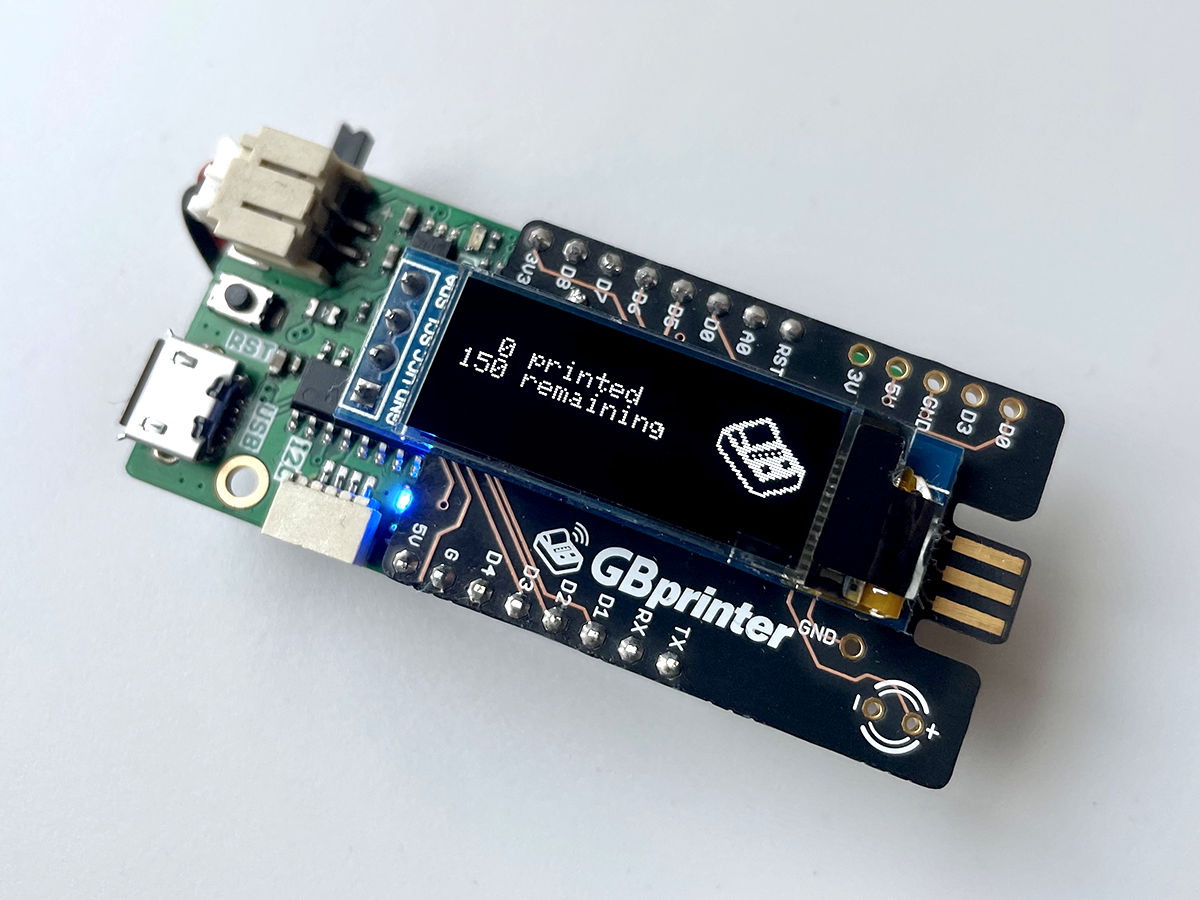 0 printed
150 remaining
GBprinter
3V3
D8
D7
D6
D5
D0
A0
RST
3V
5V
GND
D3
D0
SDA
SCL
VCC
GND
RST
USB
I2C
5V
G
D4
D3
D2
D1
RX
TX
GND
-
+
1